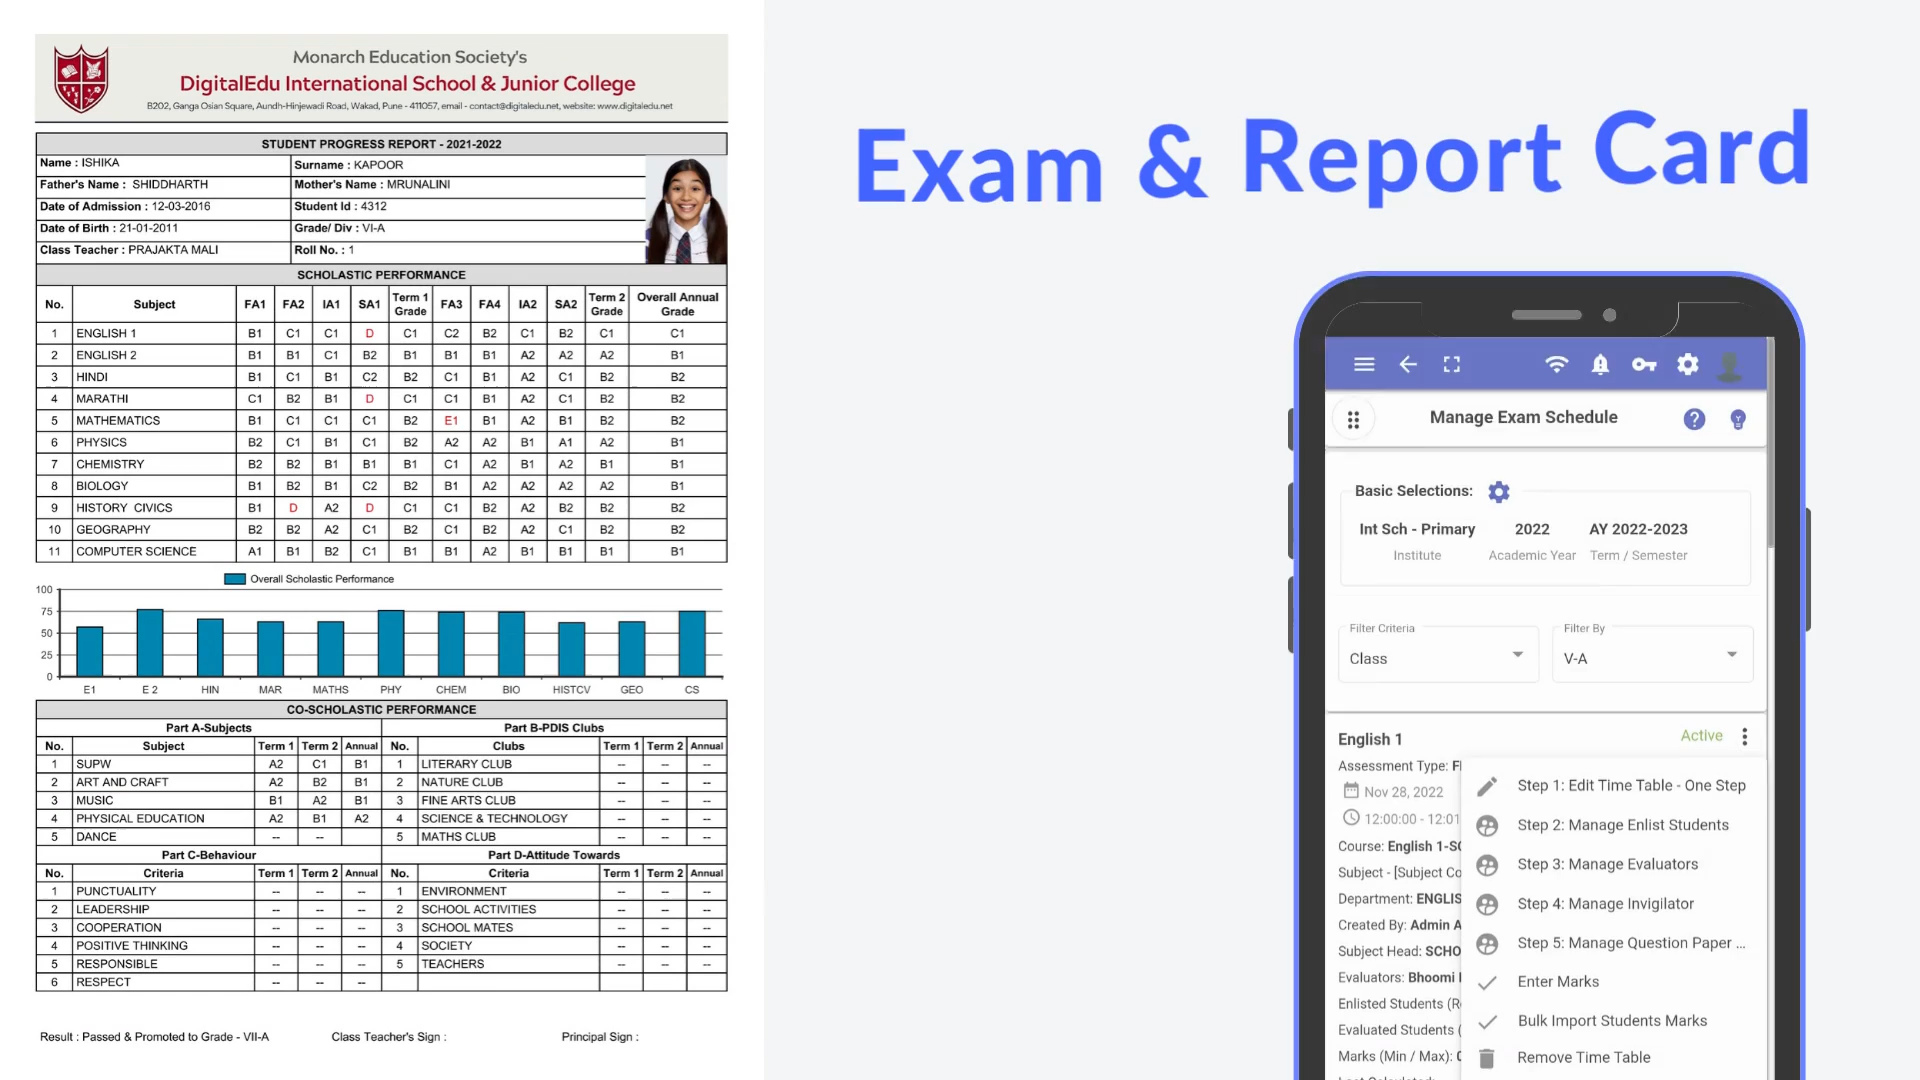 Monarch Education Society's
DigitalEdu International School & Junior College
B202, Ganga Osian Square, Aundh-Hinjewadi Road, Wakad, Pune - 411057, email - contact@digitaledu.net, website: www.digitaledu.net
STUDENT PROGRESS REPORT - 2021-2022
Name : ISHIKA Surname : KAPOOR
Father's Name : SHIDDHARTH Mother's Name : MRUNALINI
Date of Admission : 12-03-2016 Student Id : 4312
Date of Birth : 21-01-2011 Grade/ Div : VI-A
Class Teacher : PRAJAKTA MALI Roll No. : 1
SCHOLASTIC PERFORMANCE
No. Subject FA1 FA2 IA1 SA1 Term 1 Grade FA3 FA4 IA2 SA2 Term 2 Grade Overall Annual Grade
1 ENGLISH 1 B1 C1 C1 D C1 C2 B2 C1 B2 C1 C1
2 ENGLISH 2 B1 B1 C1 B2 B1 B1 B1 A2 A2 A2 B1
3 HINDI B1 C1 B1 C2 B2 C1 B1 A2 C1 B2 B2
4 MARATHI C1 B2 B1 D C1 C1 B1 A2 C1 B2 B2
5 MATHEMATICS B1 C1 C1 C1 B2 E1 B1 A2 B1 B2 B2
6 PHYSICS B2 C1 B1 C1 B2 A2 A2 B1 A1 A2 B1
7 CHEMISTRY B2 B2 B1 B1 B1 C1 A2 B1 A2 B1 B1
8 BIOLOGY B1 B2 B1 C2 B2 B1 A2 A2 A2 A2 B1
9 HISTORY CIVICS B1 D A2 D C1 C1 B2 A2 B2 B2 B2
10 GEOGRAPHY B2 B2 A2 C1 B2 C1 B2 A2 C1 B2 B2
11 COMPUTER SCIENCE A1 B1 B2 C1 B1 B1 A2 B1 B1 B1 B1
Overall Scholastic Performance
100
75
50
25
0
E1 E 2 HIN MAR MATHS PHY CHEM BIO HISTCV GEO CS
CO-SCHOLASTIC PERFORMANCE
Part A-Subjects Part B-PDIS Clubs
No. Subject Term 1 Term 2 Annual No. Clubs Term 1 Term 2 Annual
1 SUPW A2 C1 B1 1 LITERARY CLUB -- -- --
2 ART AND CRAFT A2 B2 B1 2 NATURE CLUB -- -- --
3 MUSIC B1 A2 B1 3 FINE ARTS CLUB -- -- --
4 PHYSICAL EDUCATION A2 B1 A2 4 SCIENCE & TECHNOLOGY -- -- --
5 DANCE -- -- 5 MATHS CLUB -- -- --
Part C-Behaviour Part D-Attitude Towards
No. Criteria Term 1 Term 2 Annual No. Criteria Term 1 Term 2 Annual
1 PUNCTUALITY -- -- -- 1 ENVIRONMENT -- -- --
2 LEADERSHIP -- -- -- 2 SCHOOL ACTIVITIES -- -- --
3 COOPERATION -- -- -- 3 SCHOOL MATES -- -- --
4 POSITIVE THINKING -- -- -- 4 SOCIETY -- -- --
5 RESPONSIBLE -- -- -- 5 TEACHERS -- -- --
6 RESPECT -- -- --
Result : Passed & Promoted to Grade - VII-A Class Teacher's Sign : Principal Sign :
Exam & Report Card
Manage Exam Schedule
Basic Selections:
Int Sch - Primary 2022 AY 2022-2023
Institute Academic Year Term / Semester
Filter Criteria Filter By
Class V-A
English 1 Active
Assessment Type:
Nov 28, 2022
12:00:00 - 12:01
Course: English 1-
Subject - [Subject
Department:
Created By: Admin
Subject Head:
Evaluators: Bhoomi
Enlisted Students
Evaluated Students (
Marks (Min / Max):
Step 1: Edit Time Table - One Step
Step 2: Manage Enlist Students
Step 3: Manage Evaluators
Step 4: Manage Invigilator
Step 5: Manage Question Paper ...
Enter Marks
Bulk Import Students Marks
Remove Time Table